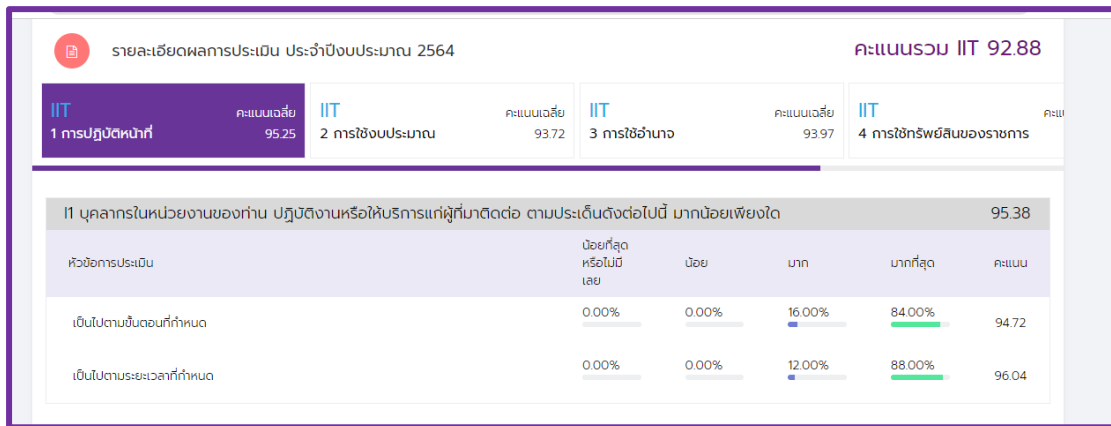 รายละเอียดผลการประเมิน ประจำปีงบประมาณ 2564
คะแนนรวม IIT 92.88
IIT คะแนนเฉลี่ย
1 การปฏิบัติหน้าที่ 95.25
IIT คะแนนเฉลี่ย
2 การใช้งบประมาณ 93.72
IIT คะแนนเฉลี่ย
3 การใช้อำนาจ 93.97
IIT
4 การใช้ทรัพย์สินของราชการ
I1 บุคลากรในหน่วยงานของท่าน ปฏิบัติงานหรือให้บริการแก่ผู้ที่มาติดต่อ ตามประเด็นดังต่อไปนี้ มากน้อยเพียงใด 95.38
หัวข้อการประเมิน
น้อยที่สุด
หรือไม่มี
เลย
น้อย
มาก
มากที่สุด
คะแนน
เป็นไปตามขั้นตอนที่กำหนด 0.00% 0.00% 16.00% 84.00% 94.72
เป็นไปตามระยะเวลาที่กำหนด 0.00% 0.00% 12.00% 88.00% 96.04